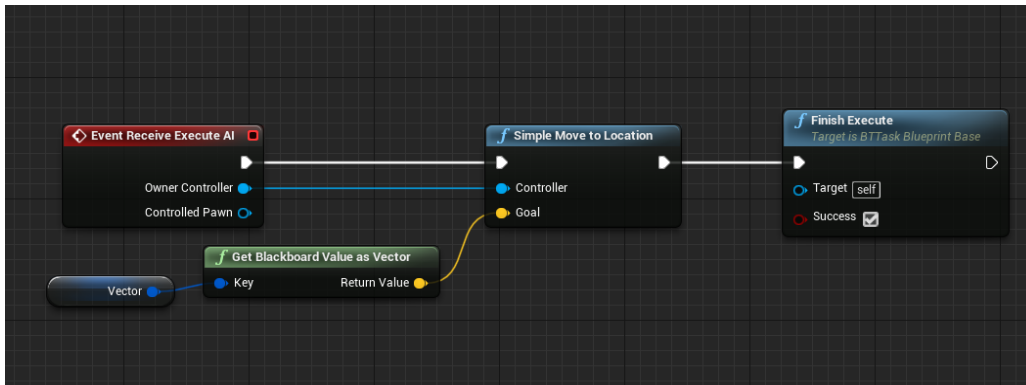 Event Receive Execute AI
Owner Controller
Controlled Pawn
Vector
f Get Blackboard Value as Vector
Key Return Value
f Simple Move to Location
Controller
Goal
f Finish Execute
Target is BTTask Blueprint Base
Target self
Success